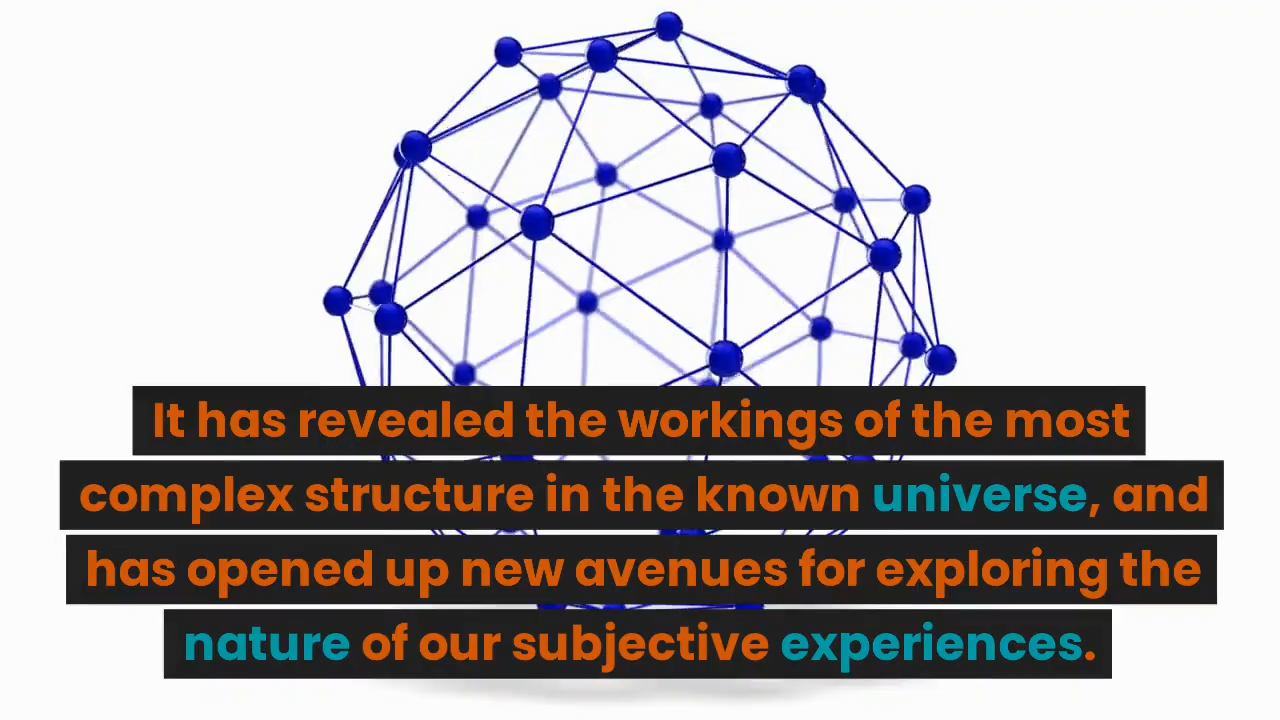 It has revealed the workings of the most
complex structure in the known universe, and
has opened up new avenues for exploring the
nature of our subjective experiences.